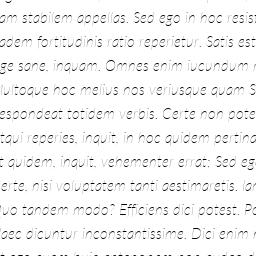 am stabilem appellas. Sed ego in hoc resist
adem fortitudinis ratio reperietur. Satis est
ge sane, inquam. Omnes enim iucundum
luitque hoc melius nos veriusque quam S
espondeat totidem verbis. Certe non pote
tqui reperies, inquit, in hoc quidem pertina
t quidem, inquit, vehementer errat; Sed eg
erte, nisi voluptatem tanti aestimaretis. Ian
uo tandem modo? Efficiens dici potest. Po
aec dicuntur inconstantissime. Dici enim n